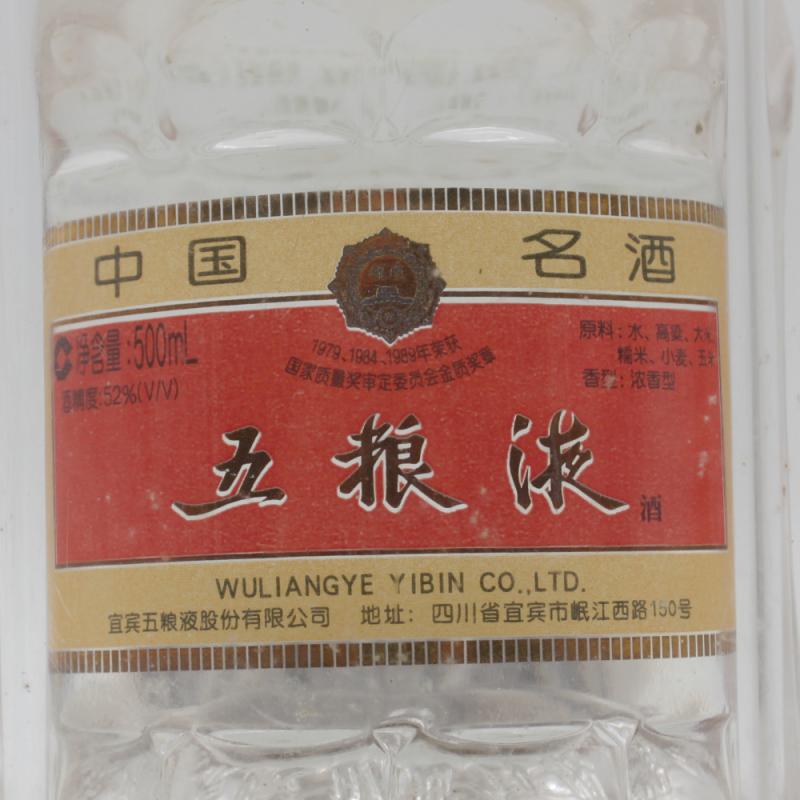 中国 名酒
净含量:500mL
酒精度:52%(V/V)
1979、1984、1989年荣获
国家质量奖审定委员会金质奖章
原料:水、高粱、大米、
糯米、小麦、玉米
香型:浓香型
五粮液 酒
WULIANGYE YIBIN CO.,LTD.
宜宾五粮液股份有限公司 地址: 四川省宜宾市岷江西路150号